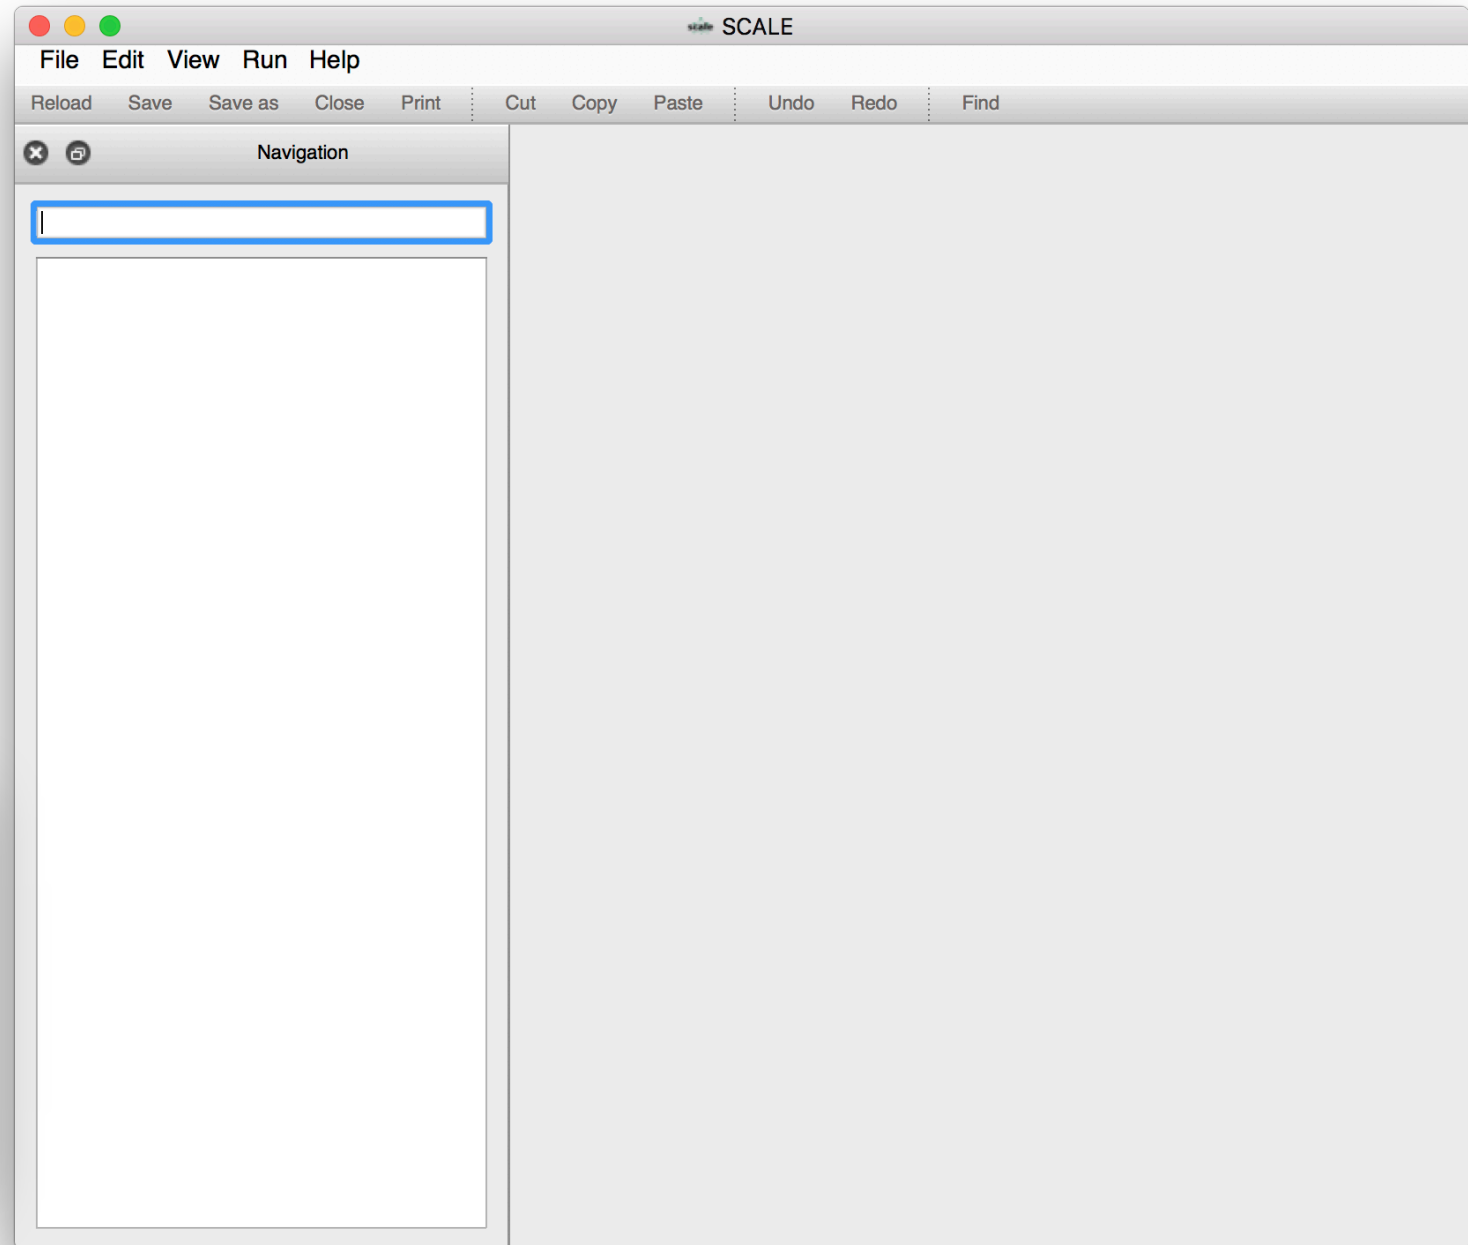 scale SCALE
File Edit View Run Help
Reload Save Save as Close Print Cut Copy Paste Undo Redo Find
Navigation